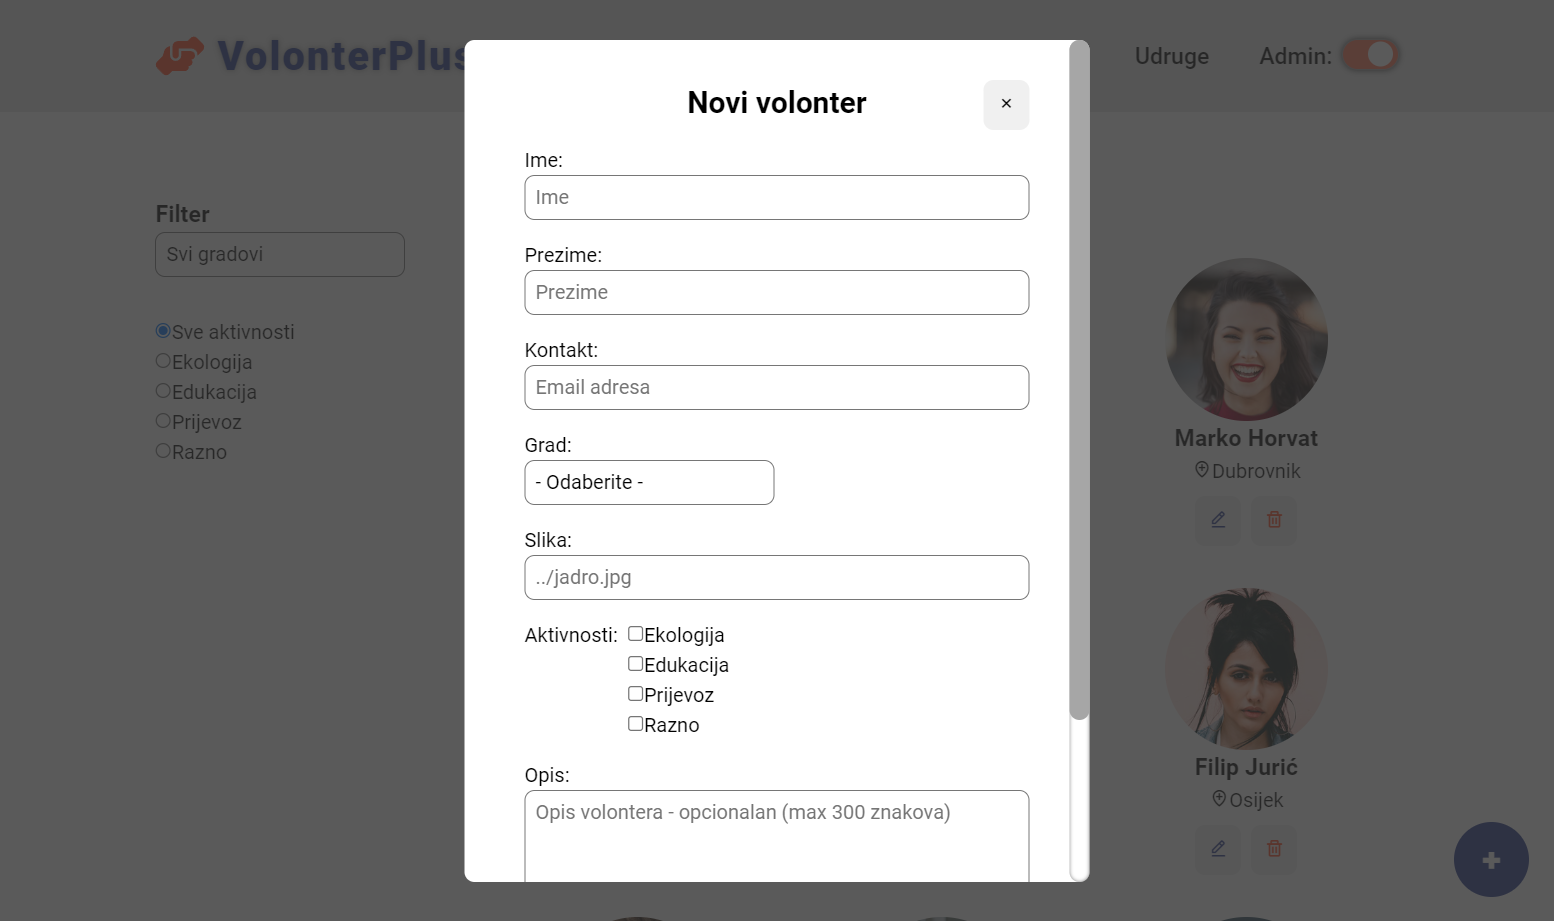 VolonterPlus
Udruge
Admin:
Filter
Svi gradovi
Sve aktivnosti
Ekologija
Edukacija
Prijevoz
Razno
Novi volonter
×
Ime:
Ime
Prezime:
Prezime
Kontakt:
Email adresa
Grad:
- Odaberite -
Slika:
../jadro.jpg
Aktivnosti: Ekologija
Edukacija
Prijevoz
Razno
Opis:
Opis volontera - opcionalan (max 300 znakova)
Marko Horvat
Dubrovnik
Filip Jurić
Osijek
+